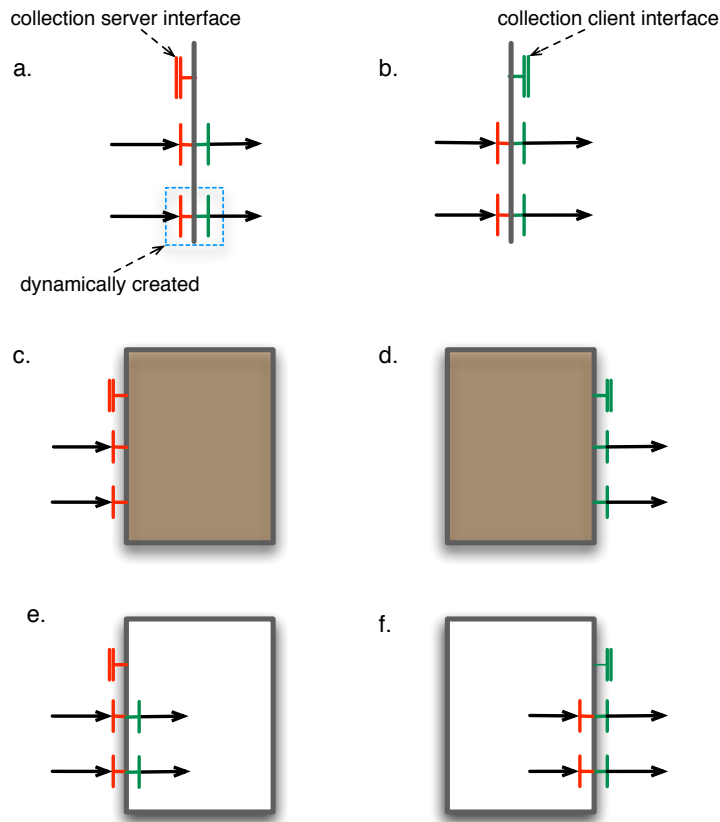 collection server interface
collection client interface
a.
b.
dynamically created
c.
d.
e.
f.